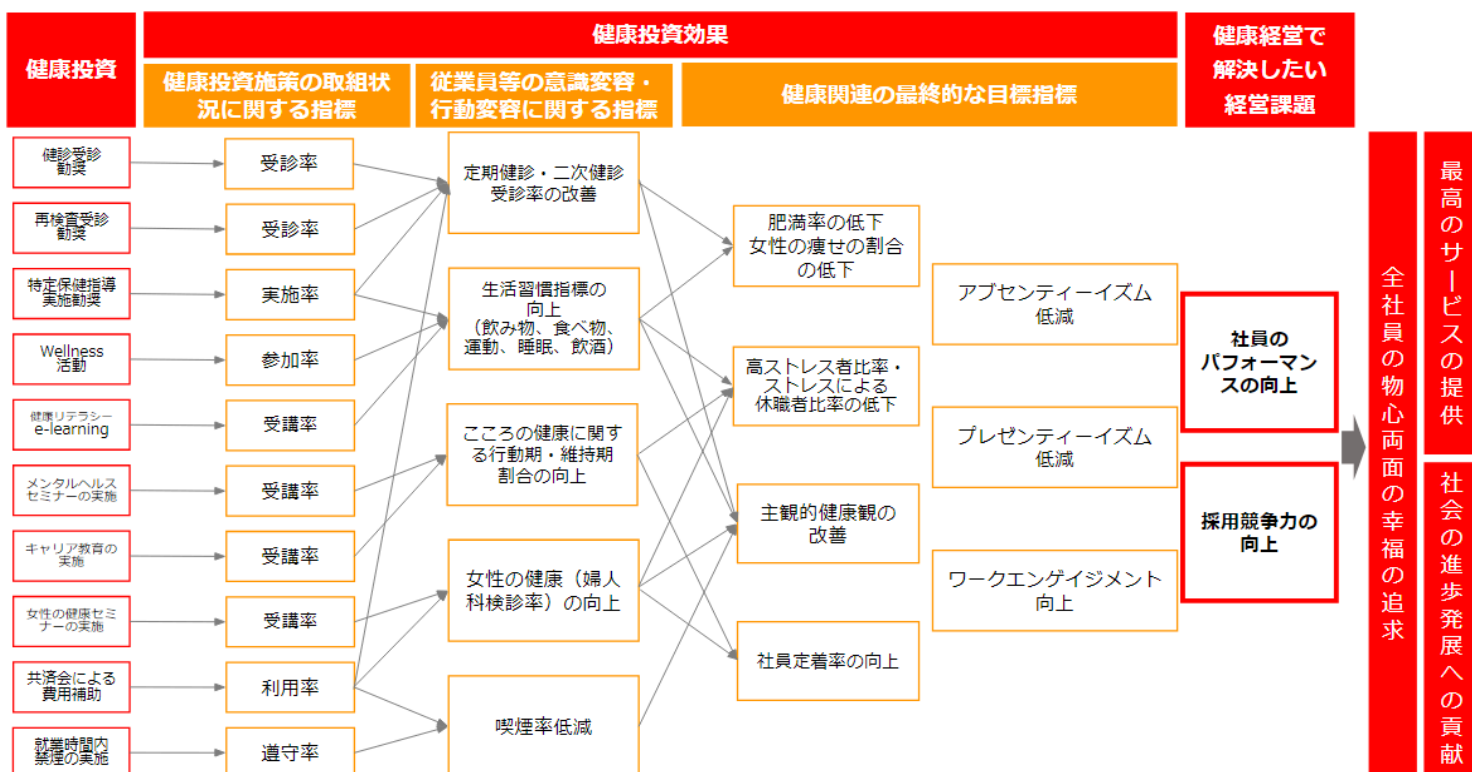 健康投資
健康投資効果
健康経営で
解決したい
経営課題
健康投資施策の取組状
況に関する指標
従業員等の意識変容・
行動変容に関する指標
健康関連の最終的な目標指標
健診受診
勧奨
再検査受診
勧奨
特定保健指導
実施勧奨
Wellness
活動
健康リテラシー
e-learning
メンタルヘルス
セミナーの実施
キャリア教育の
実施
女性の健康セミ
ナーの実施
共済会による
費用補助
就業時間内
禁煙の実施
受診率
受診率
実施率
参加率
受講率
受講率
受講率
受講率
利用率
遵守率
定期健診・二次健診
受診率の改善
生活習慣指標の
向上
（飲み物、食べ物、
運動、睡眠、飲酒）
こころの健康に関す
る行動期・維持期
割合の向上
女性の健康（婦人
科検診率）の向上
喫煙率低減
肥満率の低下
女性の痩せの割合
の低下
高ストレス者比率・
ストレスによる
休職者比率の低下
主観的健康観の
改善
社員定着率の向上
アブセンティーイズム
低減
プレゼンティーイズム
低減
ワークエンゲイジメント
向上
社員の
パフォーマン
スの向上
採用競争力の
向上
全社員の物心両面の幸福の追求
最高のサービスの提供
社会の進歩発展への貢献